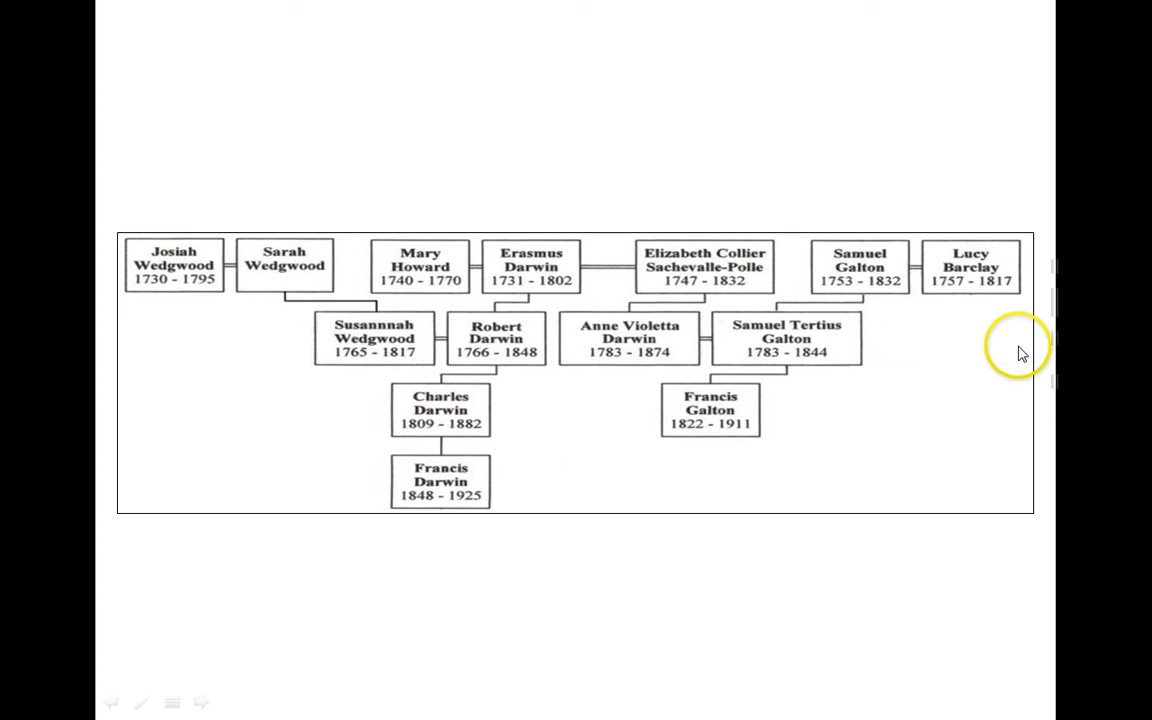 Josiah
Wedgwood
1730 - 1795
Sarah
Wedgwood
Mary
Howard
1740 - 1770
Erasmus
Darwin
1731 - 1802
Elizabeth Collier
Sachevalle-Polle
1747 - 1832
Samuel
Galton
1753 - 1832
Lucy
Barclay
1757 - 1817
Susannnah
Wedgwood
1765 - 1817
Robert
Darwin
1766 - 1848
Anne Violetta
Darwin
1783 - 1874
Samuel Tertius
Galton
1783 - 1844
Charles
Darwin
1809 - 1882
Francis
Galton
1822 - 1911
Francis
Darwin
1848 - 1925